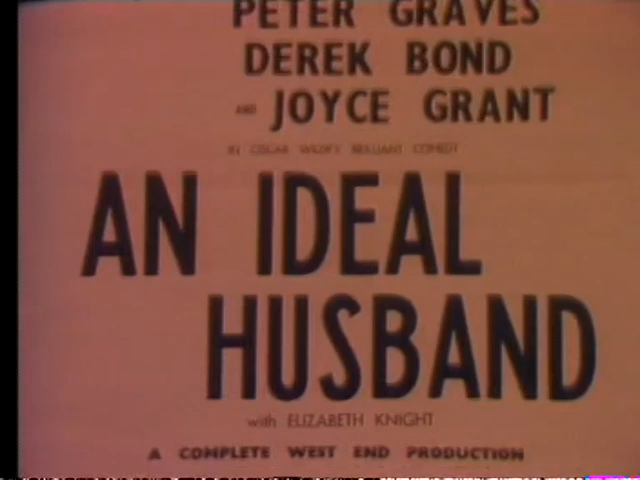 PETER GRAVES
DEREK BOND
AND JOYCE GRANT
IN OSCAR WILDE'S BRILLIANT COMEDY
AN IDEAL
HUSBAND
with ELIZABETH KNIGHT
A COMPLETE WEST END PRODUCTION